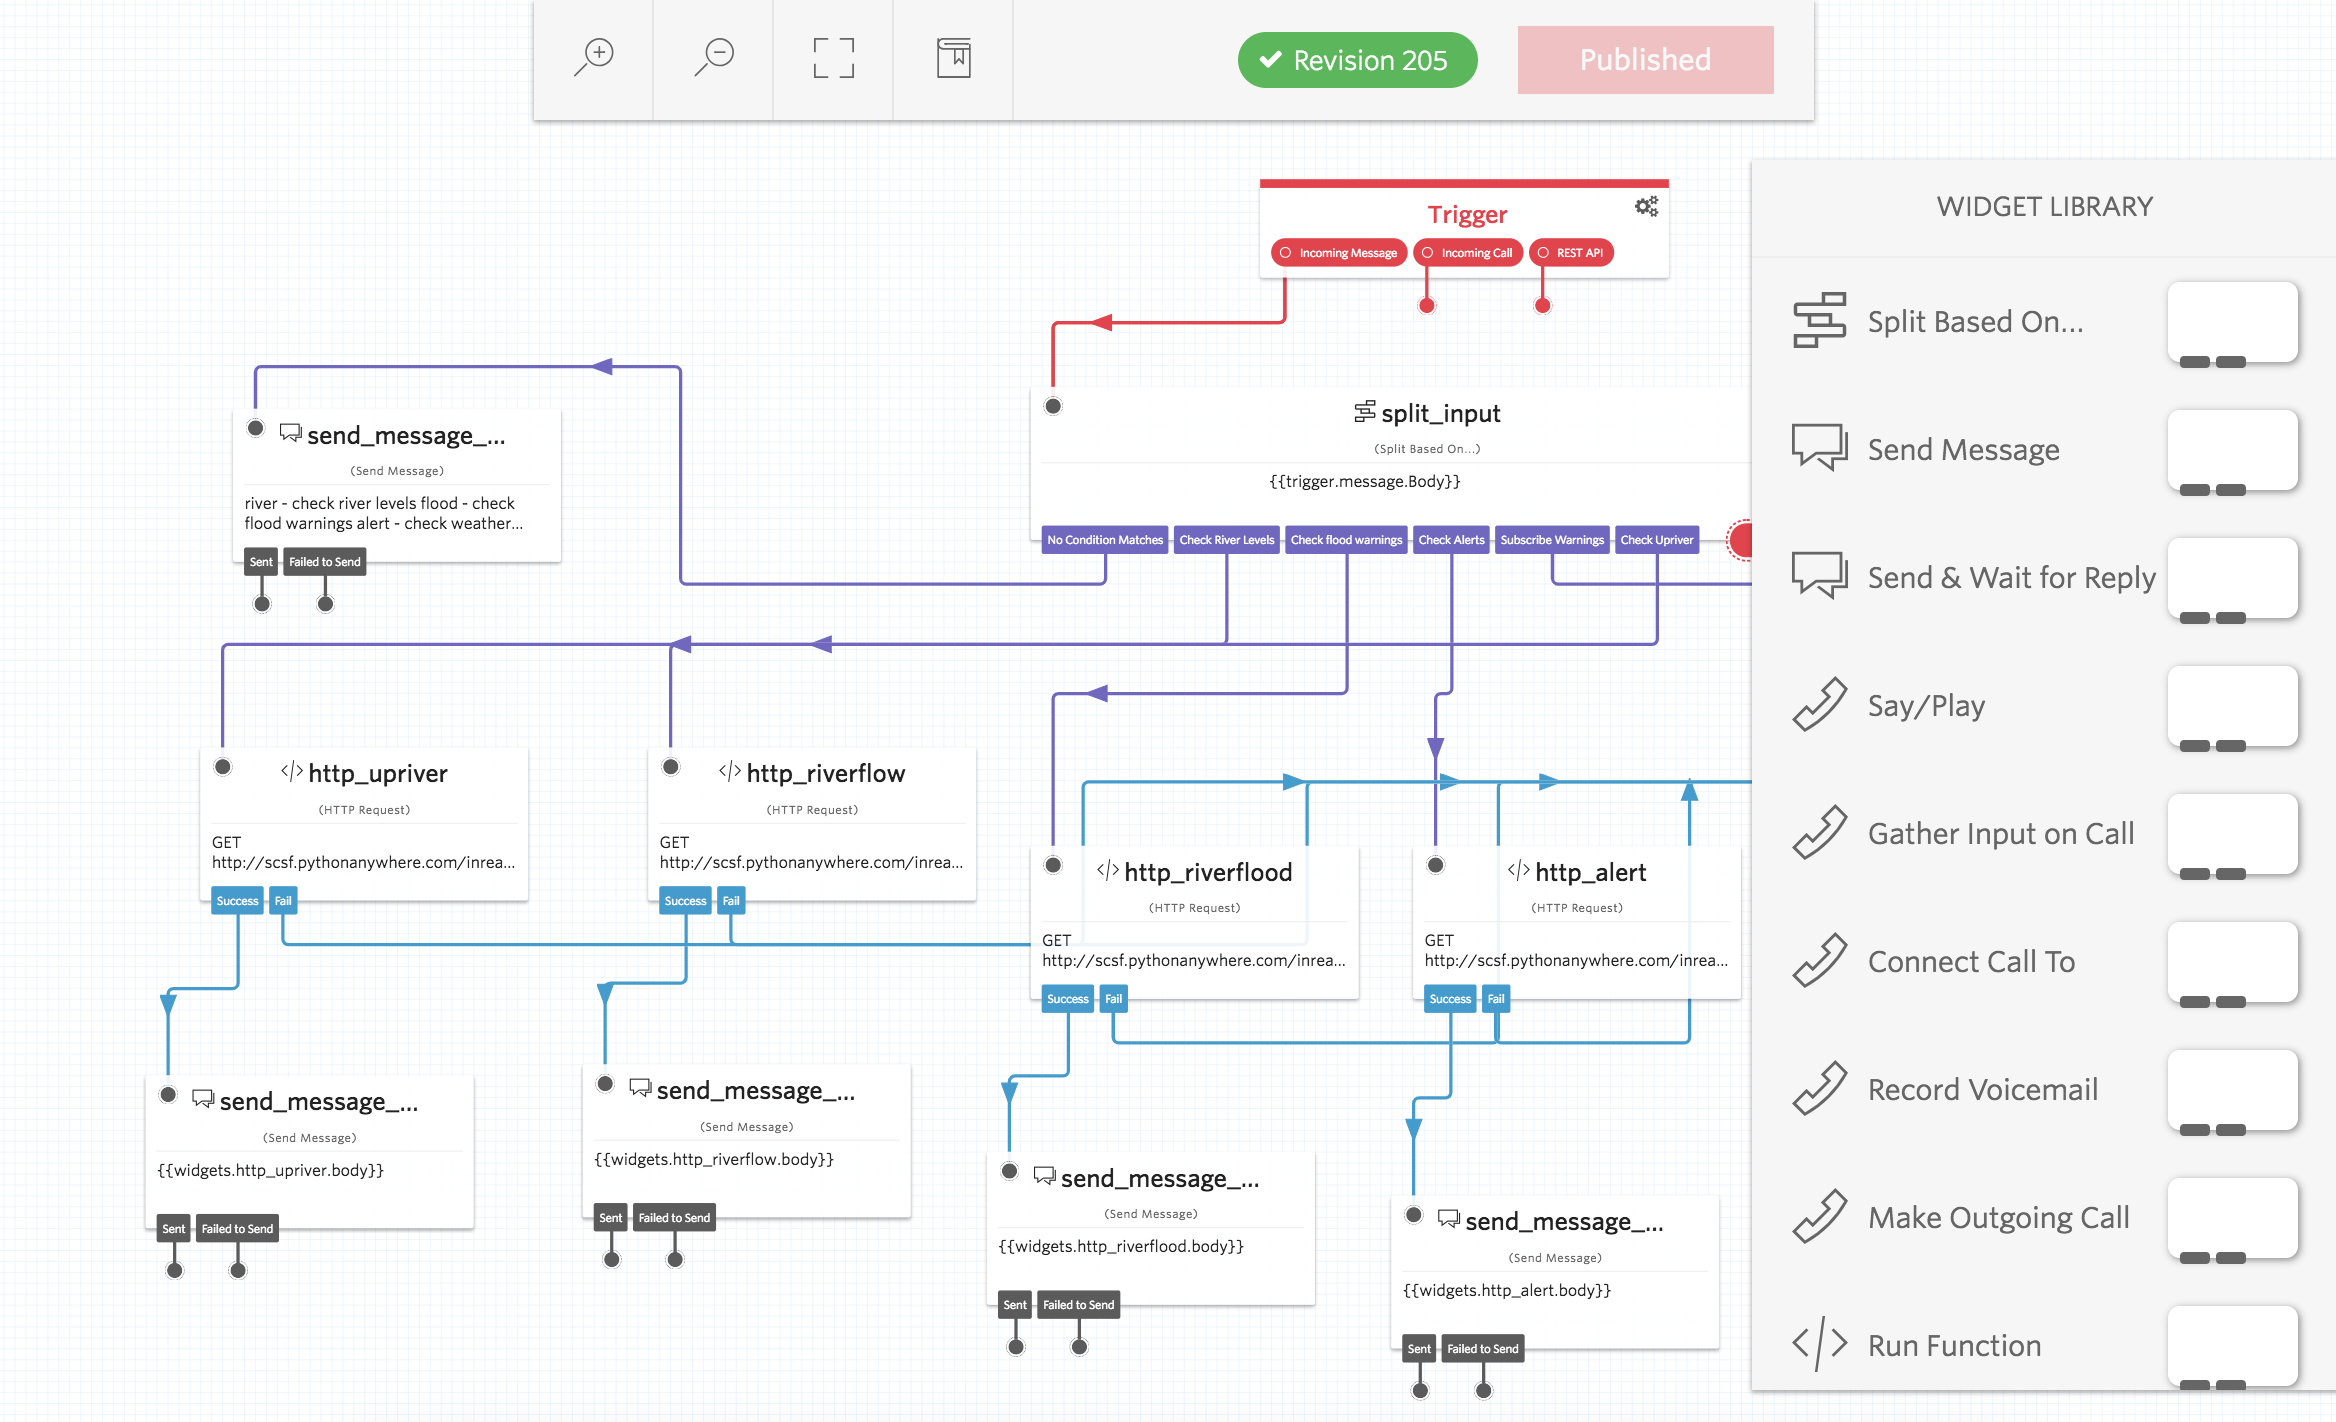 Revision 205
Published
Trigger
Incoming Message
Incoming Call
REST API
split_input
(Split Based On...)
{{trigger.message.Body}}
No Condition Matches
Check River Levels
Check flood warnings
Check Alerts
Subscribe Warnings
Check Upriver
send_message_...
(Send Message)
river - check river levels flood - check
flood warnings alert - check weather...
Sent
Failed to Send
http_upriver
(HTTP Request)
GET
http://scsf.pythonanywhere.com/inrea...
Success
Fail
http_riverflow
(HTTP Request)
GET
http://scsf.pythonanywhere.com/inrea...
Success
Fail
http_riverflood
(HTTP Request)
GET
http://scsf.pythonanywhere.com/inrea...
Success
Fail
http_alert
(HTTP Request)
GET
http://scsf.pythonanywhere.com/inrea...
Success
Fail
send_message_...
(Send Message)
{{widgets.http_upriver.body}}
Sent
Failed to Send
send_message_...
(Send Message)
{{widgets.http_riverflow.body}}
Sent
Failed to Send
send_message_...
(Send Message)
{{widgets.http_riverflood.body}}
Sent
Failed to Send
send_message_...
(Send Message)
{{widgets.http_alert.body}}
Sent
Failed to Send
WIDGET LIBRARY
Split Based On...
Send Message
Send & Wait for Reply
Say/Play
Gather Input on Call
Connect Call To
Record Voicemail
Make Outgoing Call
Run Function